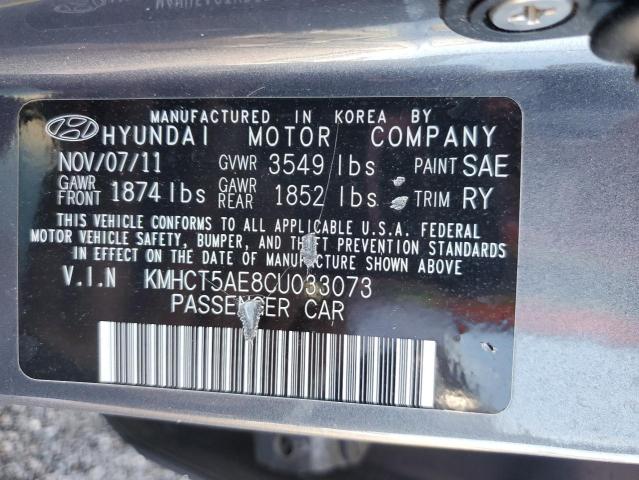 MANUFACTURED IN KOREA BY
HYUNDAI MOTOR COMPANY
NOV/07/11 GVWR 3549 lbs PAINT SAE
GAWR FRONT 1874 lbs GAWR REAR 1852 lbs TRIM RY
THIS VEHICLE CONFORMS TO ALL APPLICABLE U.S.A. FEDERAL
MOTOR VEHICLE SAFETY, BUMPER, AND THEFT PREVENTION STANDARDS
IN EFFECT ON THE DATE OF MANUFACTURE SHOWN ABOVE.
V.I.N KMHCT5AE8CU033073
PASSENGER CAR